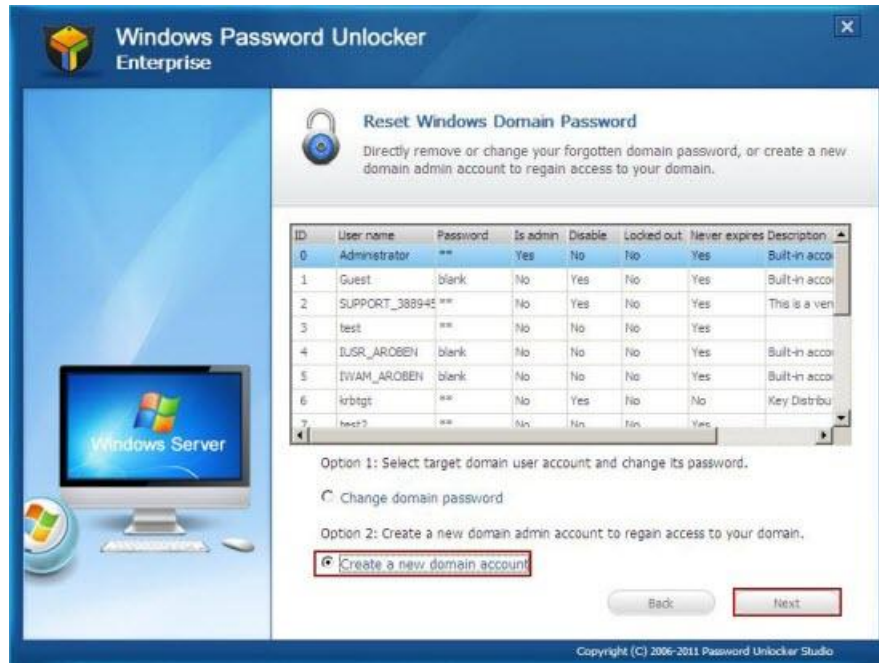 Windows Password Unlocker
Enterprise
Reset Windows Domain Password
Directly remove or change your forgotten domain password, or create a new
domain admin account to regain access to your domain.
ID User name Password Is admin Disable Locked out Never expires Description
0 Administrator ** Yes No No Yes Built-in acco
1 Guest blank No Yes No Yes Built-in acco
2 SUPPORT_388945 ** No Yes No Yes This is a ven
3 test ** No No No Yes
4 IUSR_AROBEN blank No No No Yes Built-in acco
5 IWAM_AROBEN blank No No No Yes Built-in acco
6 krbtgt ** No Yes No No Key Distribu
7 test2 ** No No No Yes
Windows Server
Option 1: Select target domain user account and change its password.
Change domain password
Option 2: Create a new domain admin account to regain access to your domain.
Create a new domain account
Back Next
Copyright (C) 2006-2011 Password Unlocker Studio